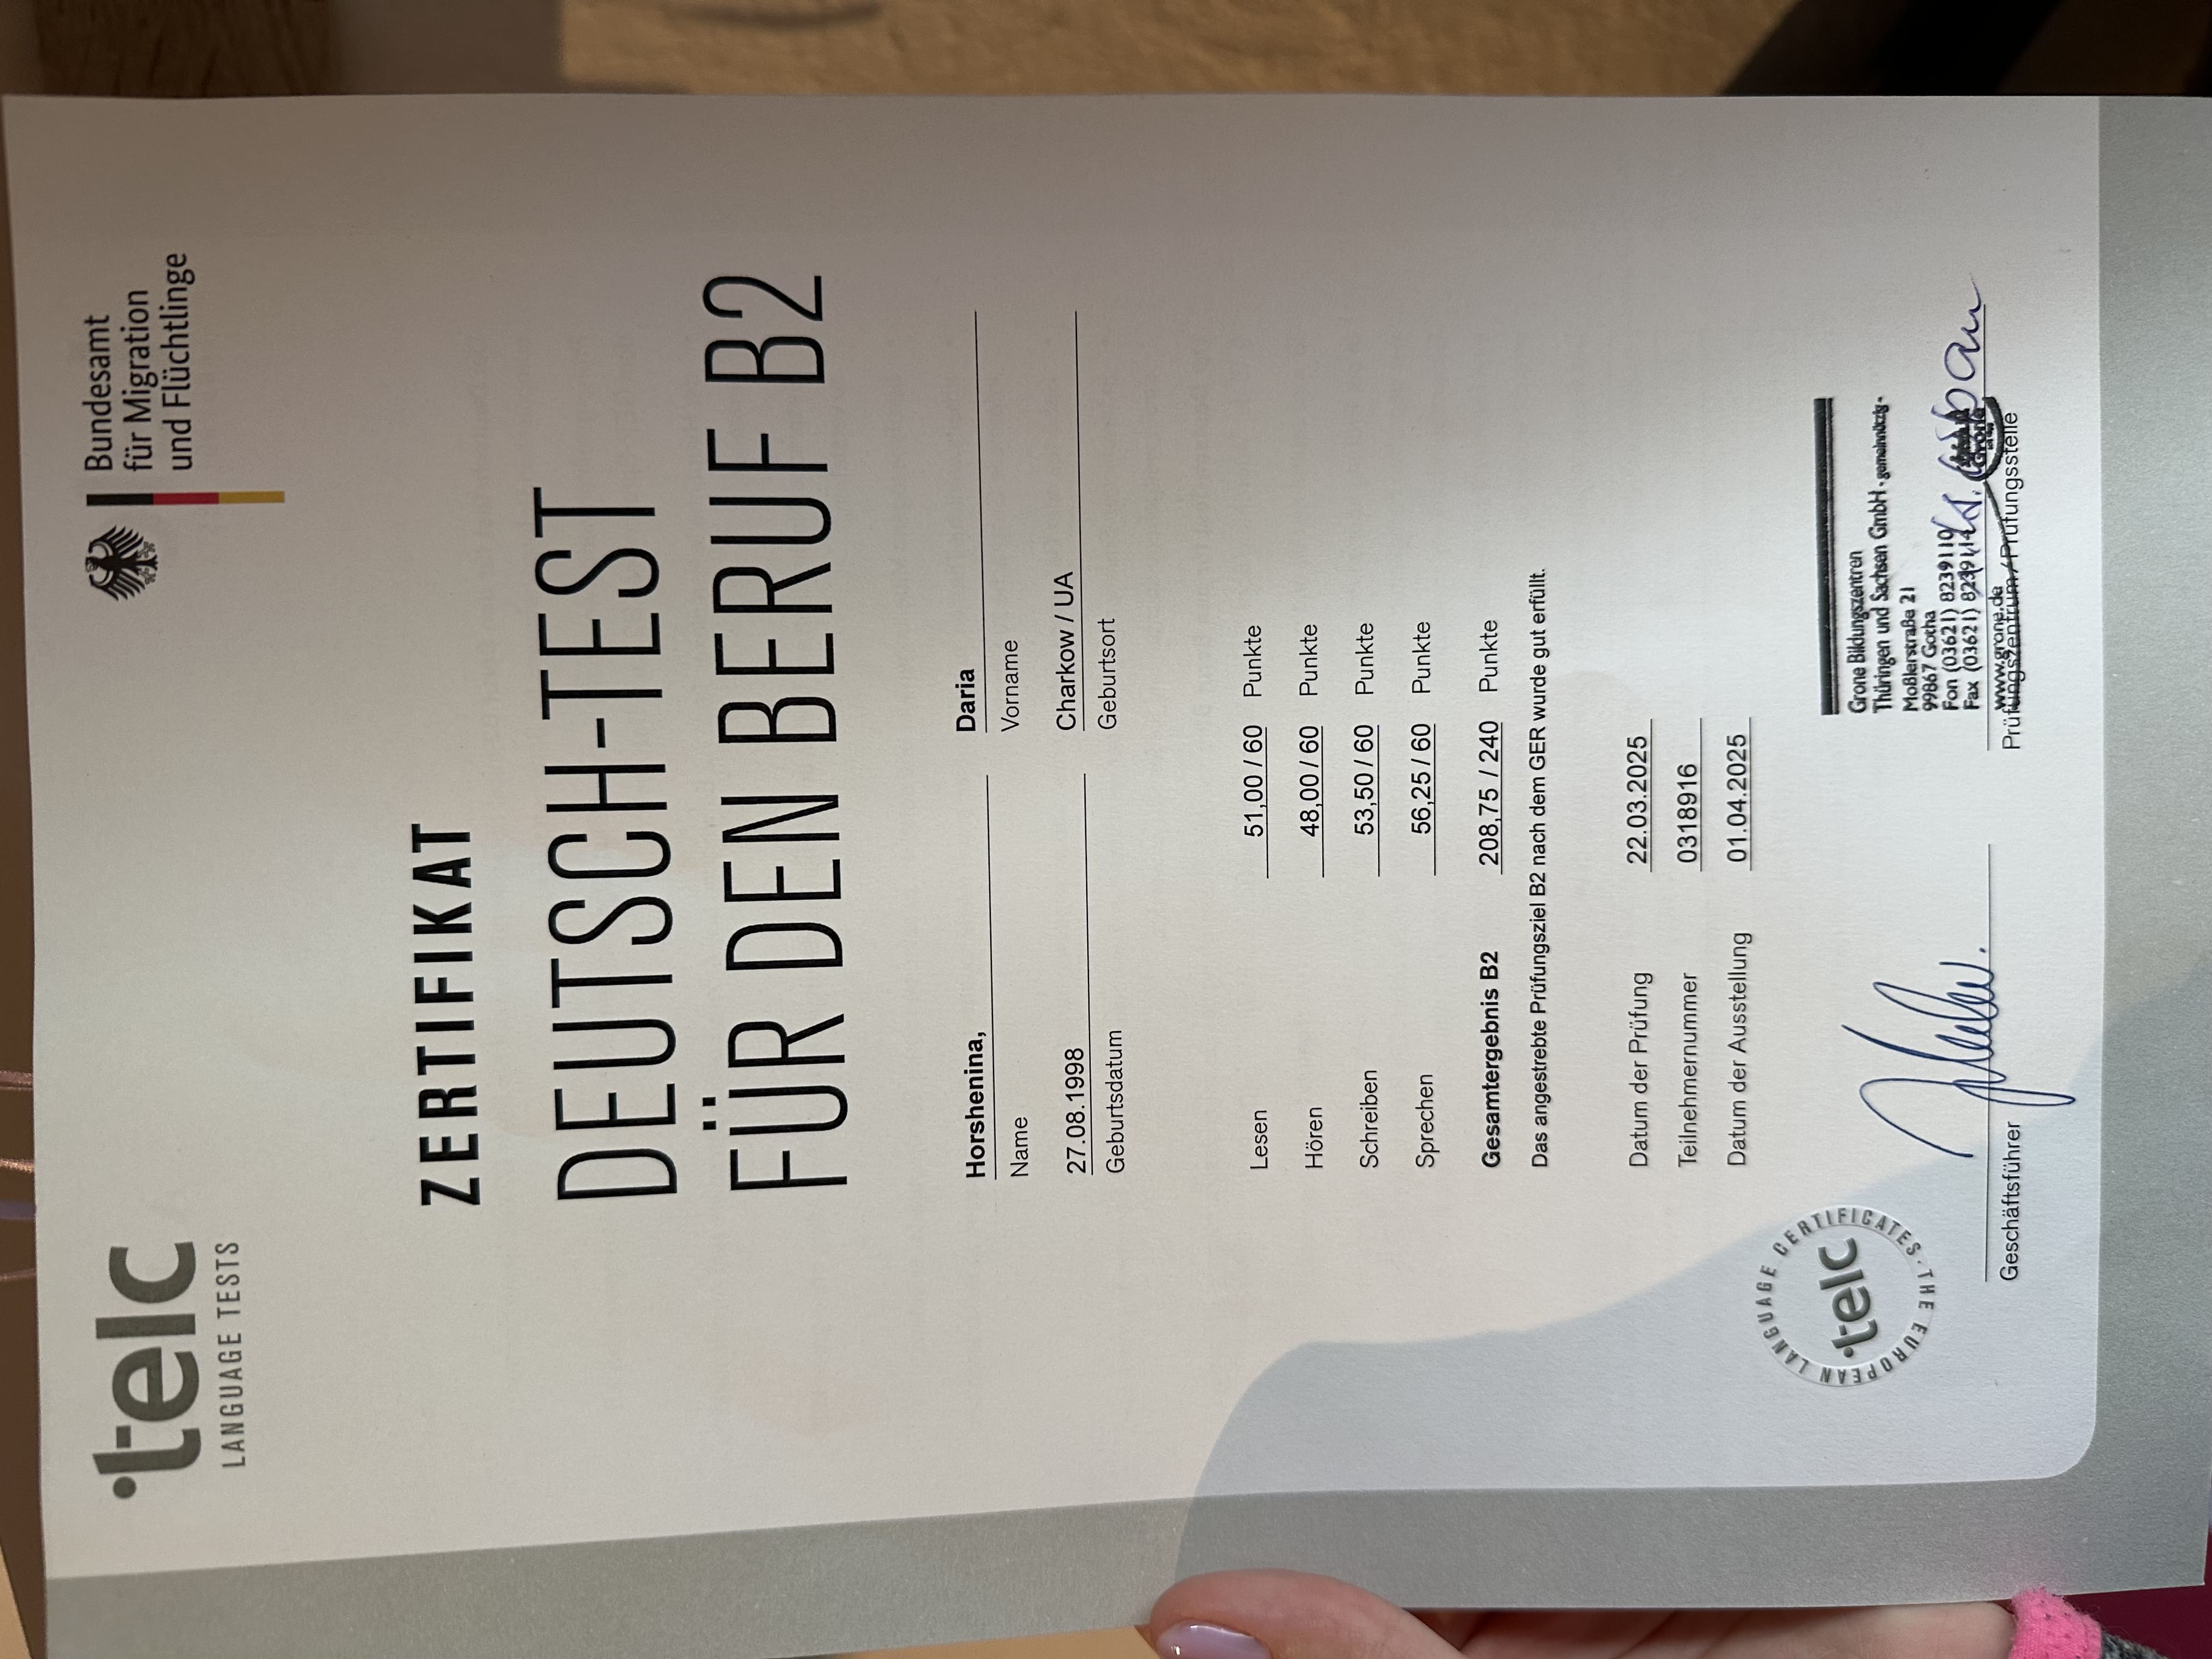 telc
LANGUAGE TESTS
Bundesamt
für Migration
und Flüchtlinge
ZERTIFIKAT
DEUTSCH-TEST
FÜR DEN BERUF B2
Horshenina, Daria
Name Vorname
27.08.1998 Charkow / UA
Geburtsdatum Geburtsort
Lesen 51,00 / 60 Punkte
Hören 48,00 / 60 Punkte
Schreiben 53,50 / 60 Punkte
Sprechen 56,25 / 60 Punkte
Gesamtergebnis B2 208,75 / 240 Punkte
Das angestrebte Prüfungsziel B2 nach dem GER wurde gut erfüllt.
Datum der Prüfung 22.03.2025
Teilnehmernummer 0318916
Datum der Ausstellung 01.04.2025
telc
LANGUAGE CERTIFICATES · THE EUROPEAN
Grone Bildungszentren
Thüringen und Sachsen GmbH - gemeinnützig -
Moßlerstraße 21
99867 Gotha
Fon (03621)
Fax (03621)
www.grone.de
Geschäftsführer Prüfungszentrum / Prüfungsstelle